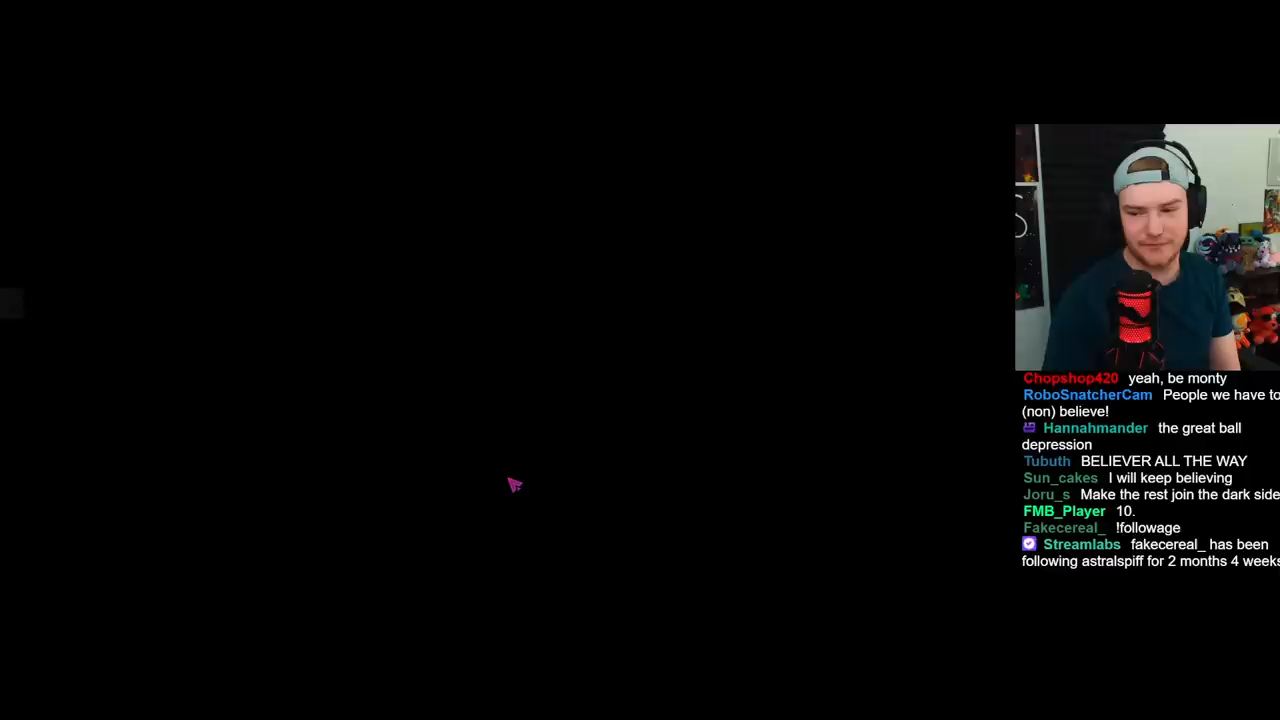 Chopshop420 yeah, be monty
RoboSnatcherCam People we have to
(non) believe!
Hannahmander the great ball
depression
Tubuth BELIEVER ALL THE WAY
Sun_cakes I will keep believing
Joru_s Make the rest join the dark side
FMB_Player 10.
Fakecereal_ !followage
Streamlabs fakecereal_ has been
following astralspiff for 2 months 4 weeks